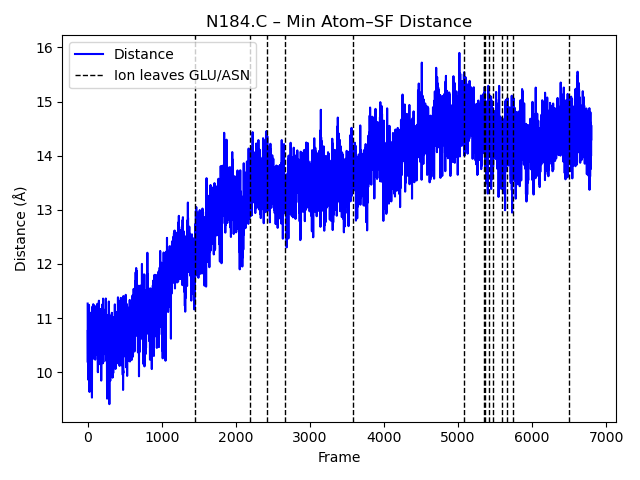 N184.C – Min Atom–SF Distance
Distance
Ion leaves GLU/ASN
Distance (Å)
16
15
14
13
12
11
10
0 1000 2000 3000 4000 5000 6000 7000
Frame